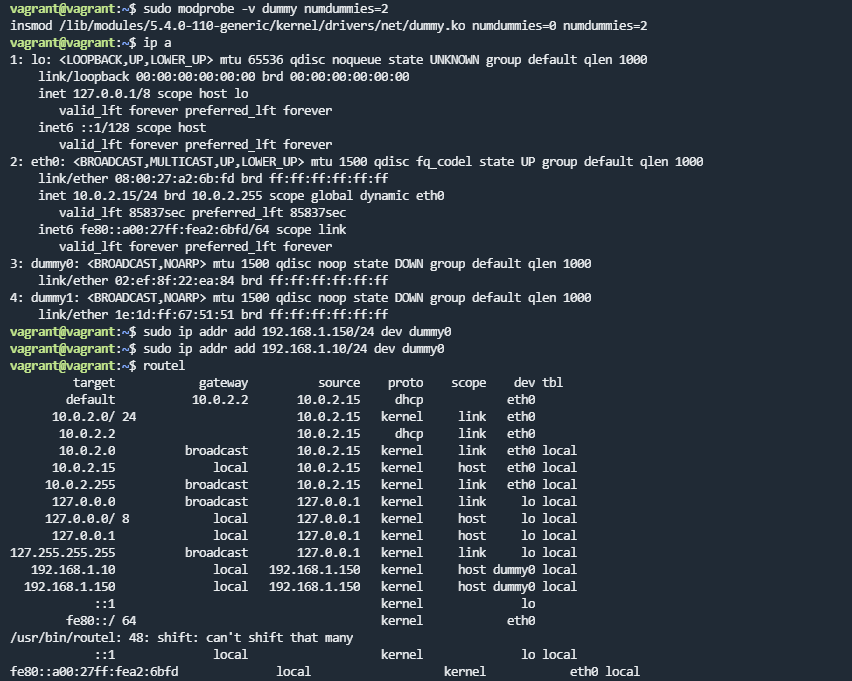 vagrant@vagrant:~$ sudo modprobe -v dummy numdummies=2
insmod /lib/modules/5.4.0-110-generic/kernel/drivers/net/dummy.ko numdummies=0 numdummies=2
vagrant@vagrant:~$ ip a
1: lo: <LOOPBACK,UP,LOWER_UP> mtu 65536 qdisc noqueue state UNKNOWN group default qlen 1000
    link/loopback 00:00:00:00:00:00 brd 00:00:00:00:00:00
    inet 127.0.0.1/8 scope host lo
       valid_lft forever preferred_lft forever
    inet6 ::1/128 scope host
       valid_lft forever preferred_lft forever
2: eth0: <BROADCAST,MULTICAST,UP,LOWER_UP> mtu 1500 qdisc fq_codel state UP group default qlen 1000
    link/ether 08:00:27:a2:6b:fd brd ff:ff:ff:ff:ff:ff
    inet 10.0.2.15/24 brd 10.0.2.255 scope global dynamic eth0
       valid_lft 85837sec preferred_lft 85837sec
    inet6 fe80::a00:27ff:fea2:6bfd/64 scope link
       valid_lft forever preferred_lft forever
3: dummy0: <BROADCAST,NOARP> mtu 1500 qdisc noop state DOWN group default qlen 1000
    link/ether 02:ef:8f:22:ea:84 brd ff:ff:ff:ff:ff:ff
4: dummy1: <BROADCAST,NOARP> mtu 1500 qdisc noop state DOWN group default qlen 1000
    link/ether 1e:1d:ff:67:51:51 brd ff:ff:ff:ff:ff:ff
vagrant@vagrant:~$ sudo ip addr add 192.168.1.150/24 dev dummy0
vagrant@vagrant:~$ sudo ip addr add 192.168.1.10/24 dev dummy0
vagrant@vagrant:~$ routel
         target            gateway          source    proto    scope    dev tbl
        default            10.0.2.2       10.0.2.15     dhcp            eth0
      10.0.2.0/ 24                       10.0.2.15   kernel     link   eth0
       10.0.2.2                          10.0.2.15     dhcp     link   eth0
       10.0.2.0          broadcast       10.0.2.15   kernel     link   eth0 local
      10.0.2.15              local       10.0.2.15   kernel     host   eth0 local
     10.0.2.255          broadcast       10.0.2.15   kernel     link   eth0 local
      127.0.0.0          broadcast       127.0.0.1   kernel     link     lo local
     127.0.0.0/ 8            local       127.0.0.1   kernel     host     lo local
      127.0.0.1              local       127.0.0.1   kernel     host     lo local
127.255.255.255          broadcast       127.0.0.1   kernel     link     lo local
   192.168.1.10              local   192.168.1.150   kernel     host dummy0 local
  192.168.1.150              local   192.168.1.150   kernel     host dummy0 local
            ::1                                      kernel              lo
        fe80::/ 64                                   kernel            eth0
/usr/bin/routel: 48: shift: can't shift that many
            ::1              local                   kernel              lo local
fe80::a00:27ff:fea2:6bfd              local                   kernel            eth0 local